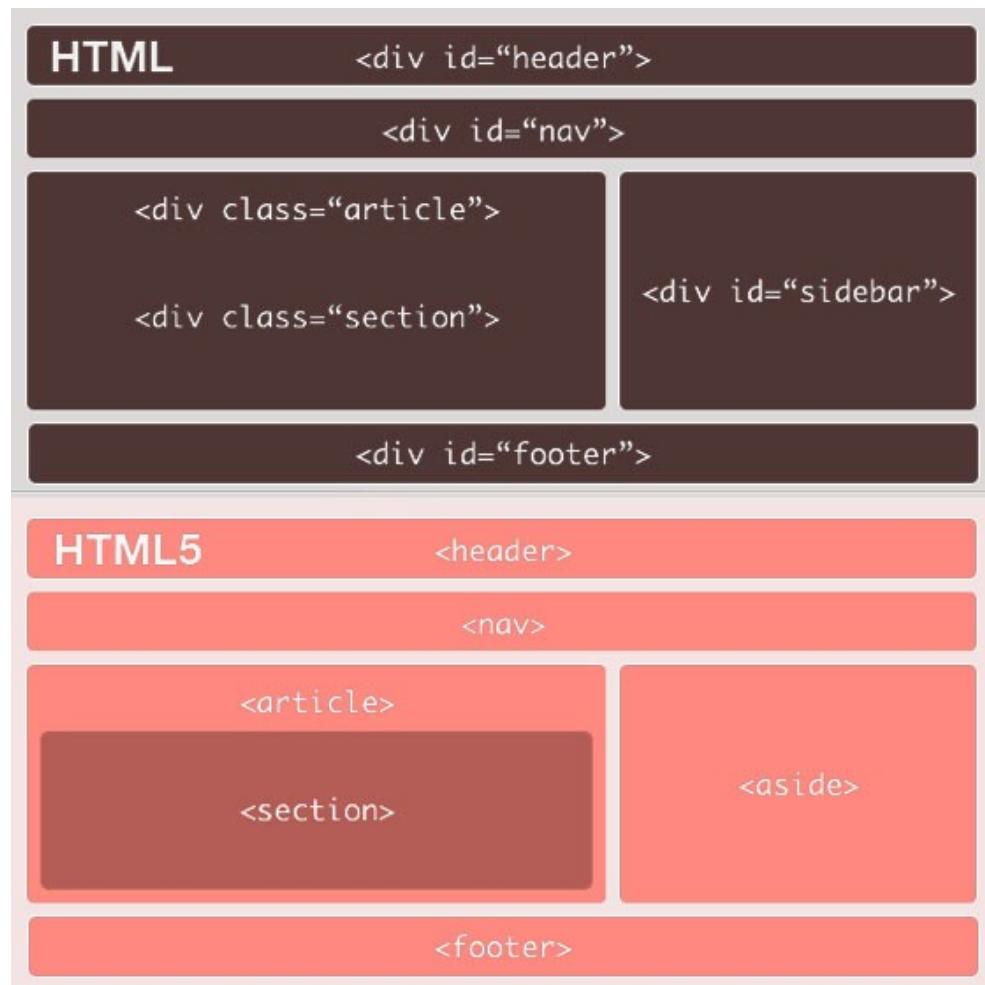 HTML <div id=“header”>
<div id=“nav”>
<div class=“article”>
<div class=“section”>
<div id=“sidebar”>
<div id=“footer”>
HTML5 <header>
<nav>
<article>
<section>
<aside>
<footer>